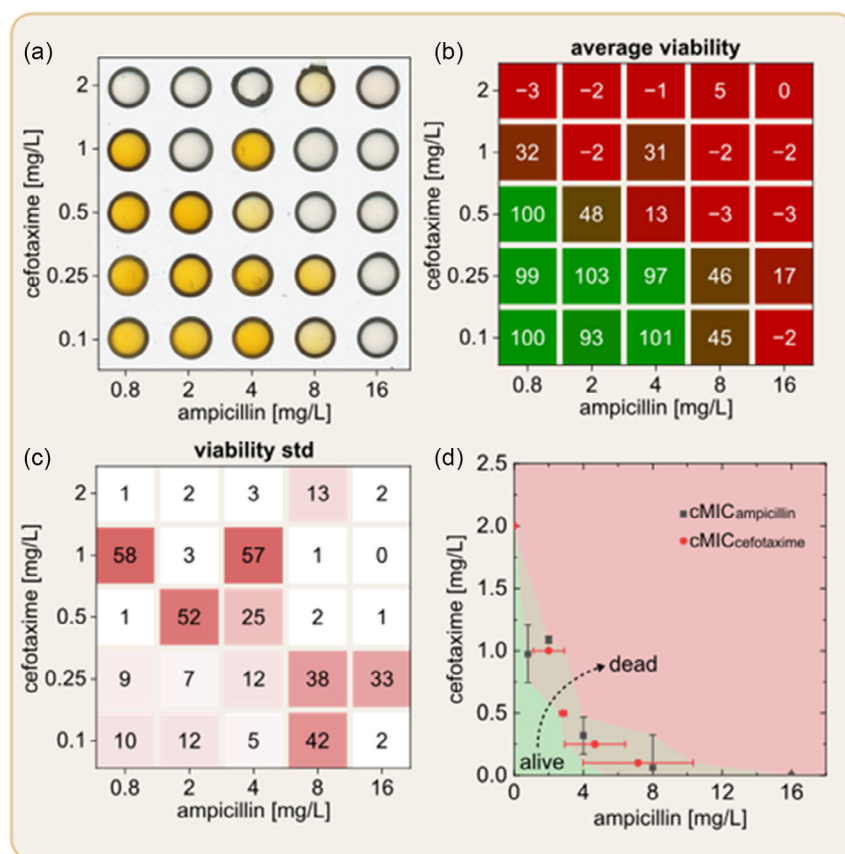 (a)
cefotaxime [mg/L]
2
1
0.5
0.25
0.1
0.8 2 4 8 16
ampicillin [mg/L]
(b)
average viability
cefotaxime [mg/L]
2 −3 −2 −1 5 0
1 32 −2 31 −2 −2
0.5 100 48 13 −3 −3
0.25 99 103 97 46 17
0.1 100 93 101 45 −2
0.8 2 4 8 16
ampicillin [mg/L]
(c)
viability std
cefotaxime [mg/L]
2 1 2 3 13 2
1 58 3 57 1 0
0.5 1 52 25 2 1
0.25 9 7 12 38 33
0.1 10 12 5 42 2
0.8 2 4 8 16
ampicillin [mg/L]
(d)
cefotaxime [mg/L]
2.5
2.0
1.5
1.0
0.5
0.0
cMICampicillin
cMICcefotaxime
dead
alive
0 4 8 12 16
ampicillin [mg/L]